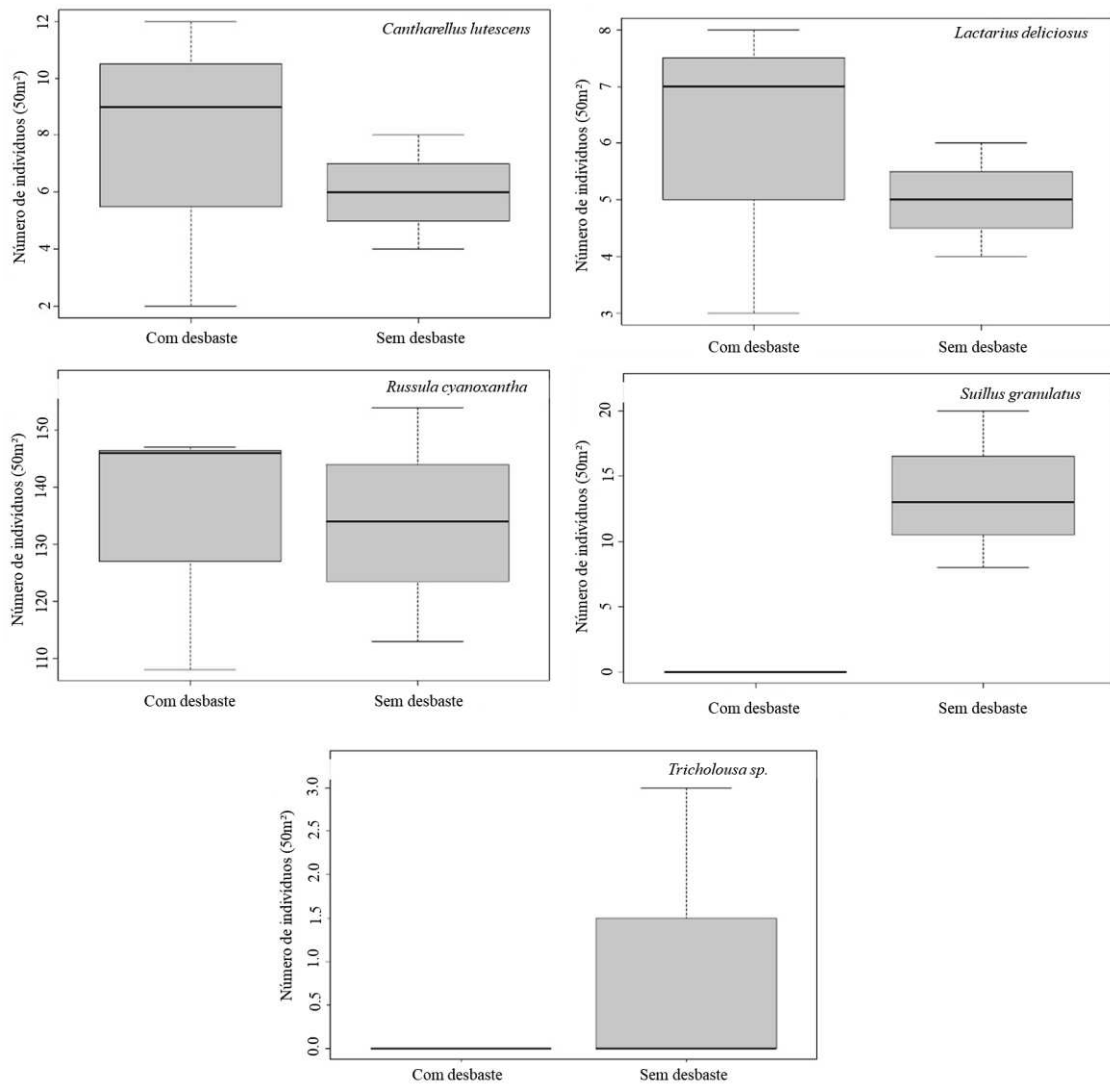 Cantharellus lutescens
Número de indivíduos (50m²)
12
10
8
6
4
2
Com desbaste
Sem desbaste
Lactarius deliciosus
Número de indivíduos (50m²)
8
7
6
5
4
3
Com desbaste
Sem desbaste
Russula cyanoxantha
Número de indivíduos (50m²)
150
140
130
120
110
Com desbaste
Sem desbaste
Suillus granulatus
Número de indivíduos (50m²)
20
15
10
5
0
Com desbaste
Sem desbaste
Tricholousa sp.
Número de indivíduos (50m²)
3.0
2.5
2.0
1.5
1.0
0.5
0.0
Com desbaste
Sem desbaste